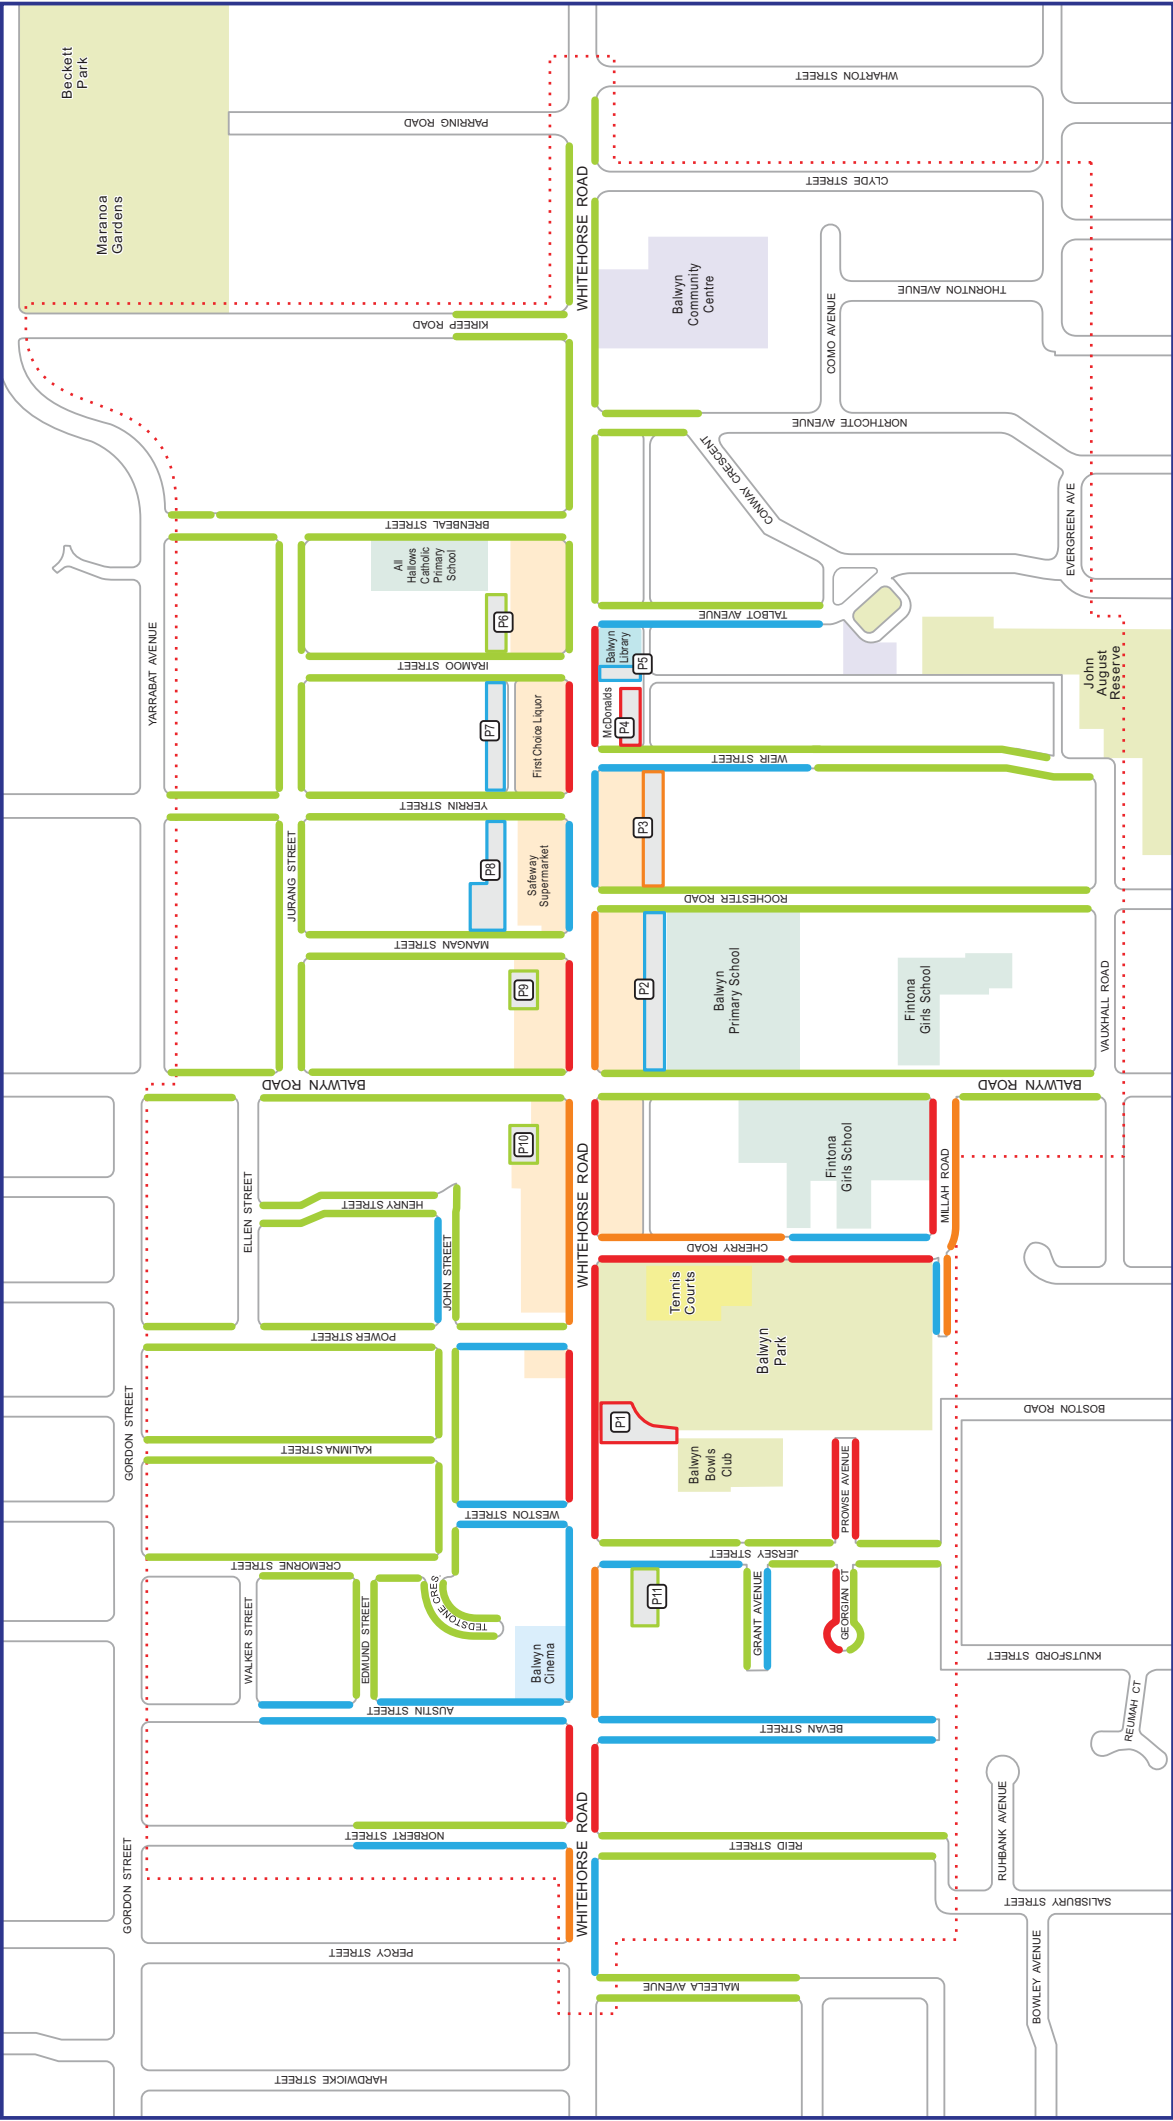 Beckett
Park
WHARTON STREET
PARRING ROAD
CLYDE STREET
Maranoa
Gardens
WHITEHORSE ROAD
Balwyn
Community
Centre
THORNTON AVENUE
KIREEP ROAD
COMO AVENUE
NORTHCOTE AVENUE
CONWAY CRESCENT
BRENBEAL STREET
EVERGREEN AVE
All
Hallows
Catholic
Primary
School
P6
TALBOT AVENUE
YARRABAT AVENUE
IRAMOO STREET
Balwyn
Library
P5
John
August
Reserve
P7
First Choice Liquor
McDonalds
P4
WEIR STREET
YERRIN STREET
JURANG STREET
P8
Safeway
Supermarket
P3
ROCHESTER ROAD
MANGAN STREET
P9
P2
Balwyn
Primary School
Fintona
Girls School
VAUXHALL ROAD
BALWYN ROAD
BALWYN ROAD
P10
Fintona
Girls School
MILLAH ROAD
ELLEN STREET
HENRY STREET
WHITEHORSE ROAD
CHERRY ROAD
JOHN STREET
Tennis
Courts
POWER STREET
Balwyn
Park
GORDON STREET
P1
BOSTON ROAD
KALIMNA STREET
Balwyn
Bowls
Club
PROWSE AVENUE
WESTON STREET
JERSEY STREET
CREMORNE STREET
WALKER STREET
EDMUND STREET
TEDSTONE CRES.
P11
GRANT AVENUE
GEORGIAN CT
Balwyn
Cinema
KNUTSFORD STREET
AUSTIN STREET
BEVAN STREET
REUMAH CT
GORDON STREET
NORBERT STREET
WHITEHORSE ROAD
REID STREET
RUHBANK AVENUE
SALISBURY STREET
PERCY STREET
MALEELA AVENUE
BOWLEY AVENUE
HARDWICKE STREET